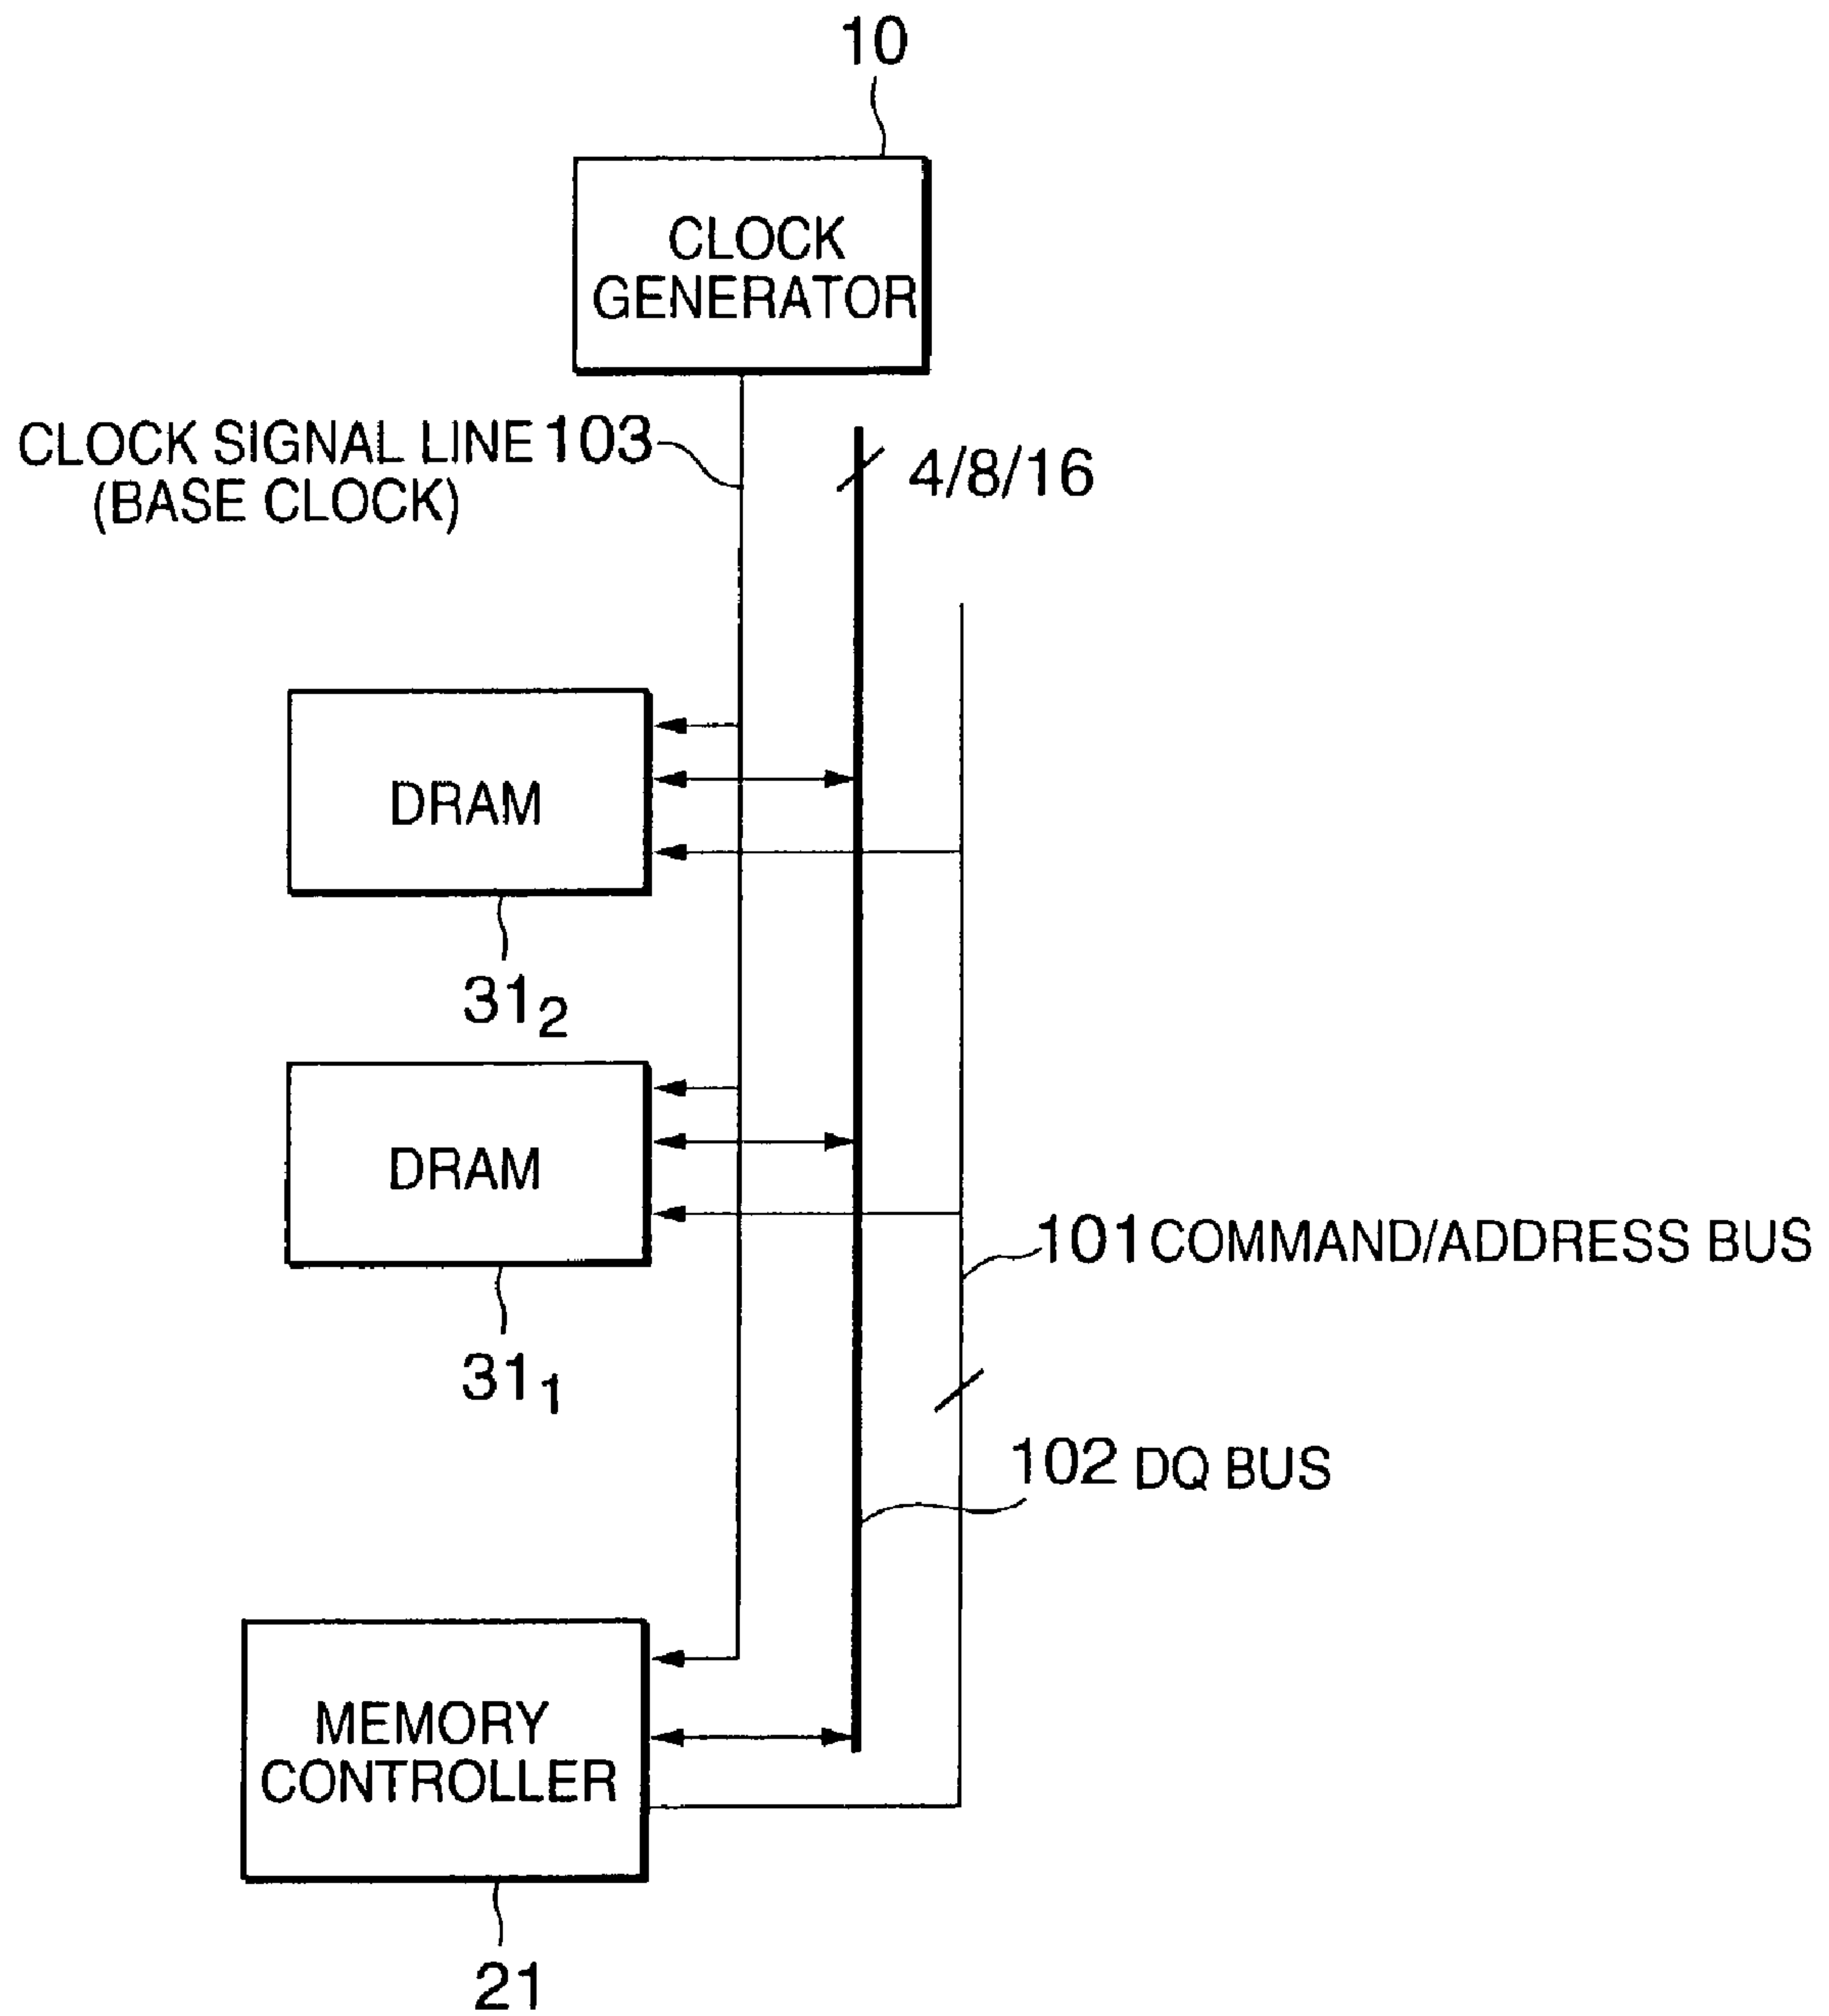 10
CLOCK
GENERATOR
CLOCK SIGNAL LINE 103
(BASE CLOCK)
4/8/16
DRAM
31₂
DRAM
101 COMMAND/ADDRESS BUS
31₁
102 DQ BUS
MEMORY
CONTROLLER
21